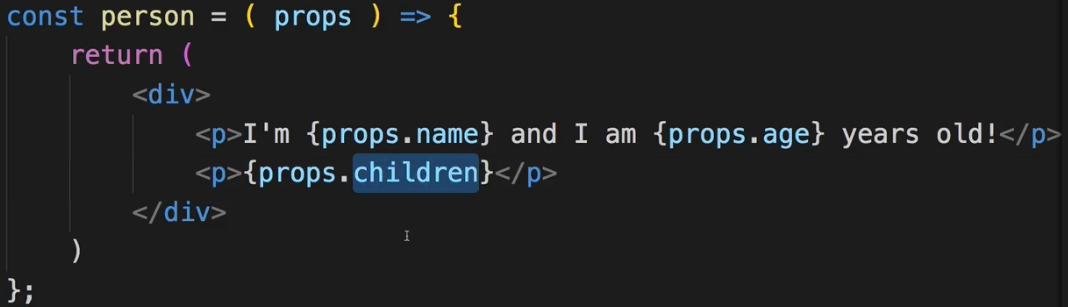 const person = ( props ) => {
return (
<div>
<p>I'm {props.name} and I am {props.age} years old!</p>
<p>{props.children}</p>
</div>
)
};